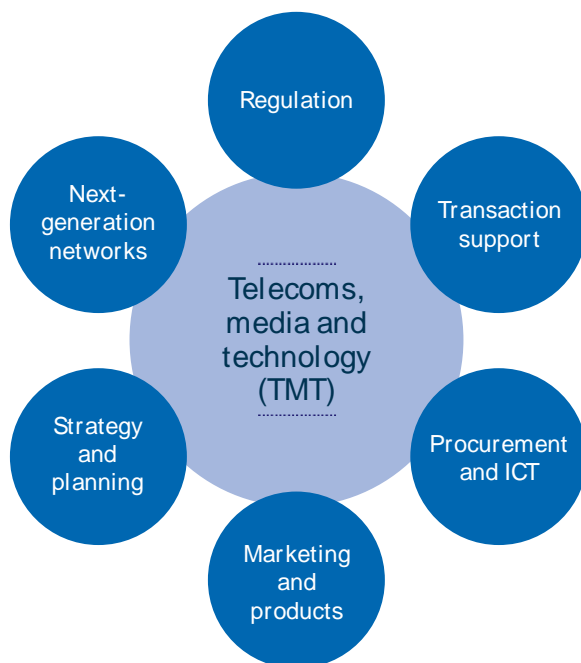 Regulation
Next-
generation
networks
Transaction
support
Telecoms,
media and
technology
(TMT)
Strategy
and
planning
Procurement
and ICT
Marketing
and
products